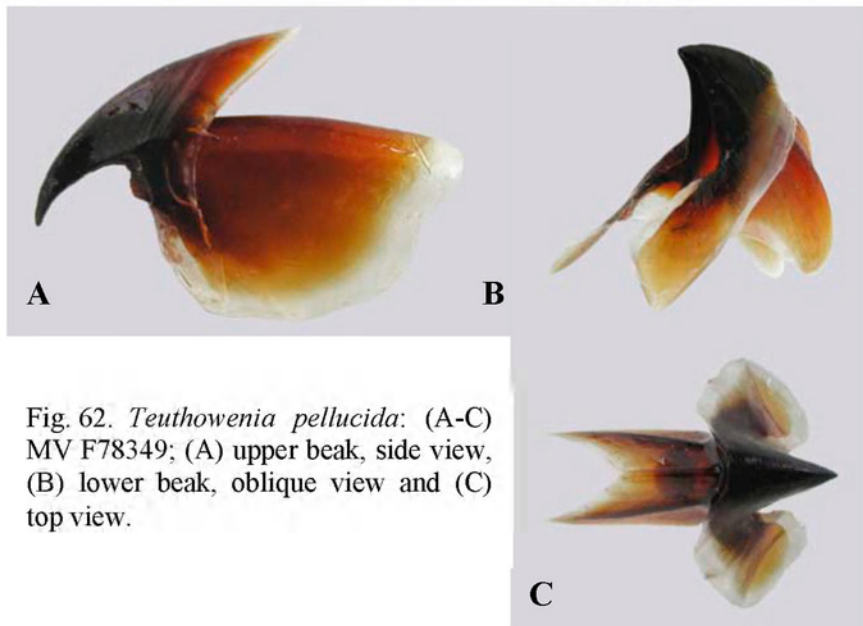 A
B
Fig. 62. Teuthowenia pellucida: (A-C)
MV F78349; (A) upper beak, side view,
(B) lower beak, oblique view and (C)
top view.
C